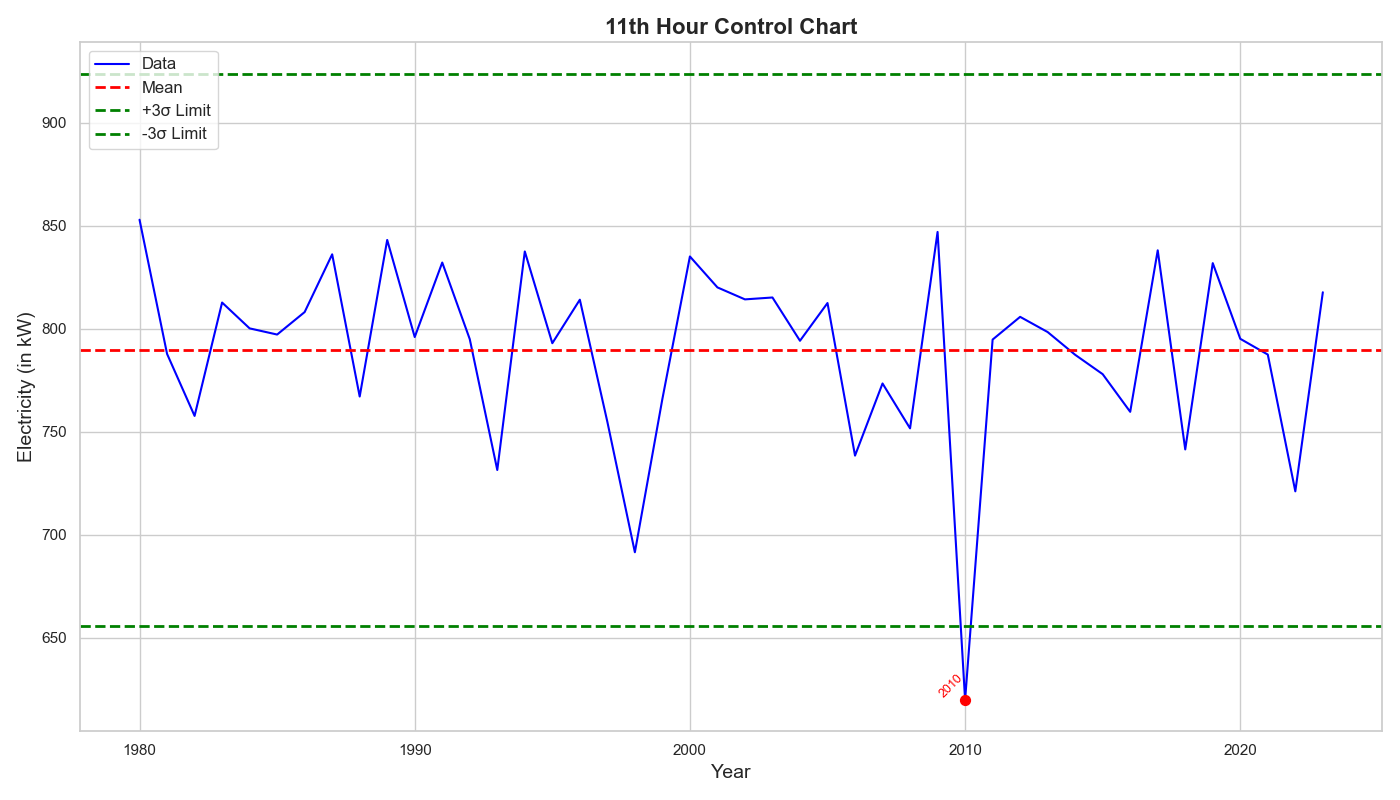 11th Hour Control Chart
Data
Mean
+3σ Limit
-3σ Limit
Electricity (in kW)
900
850
800
750
700
650
2010
1980
1990
2000
2010
2020
Year